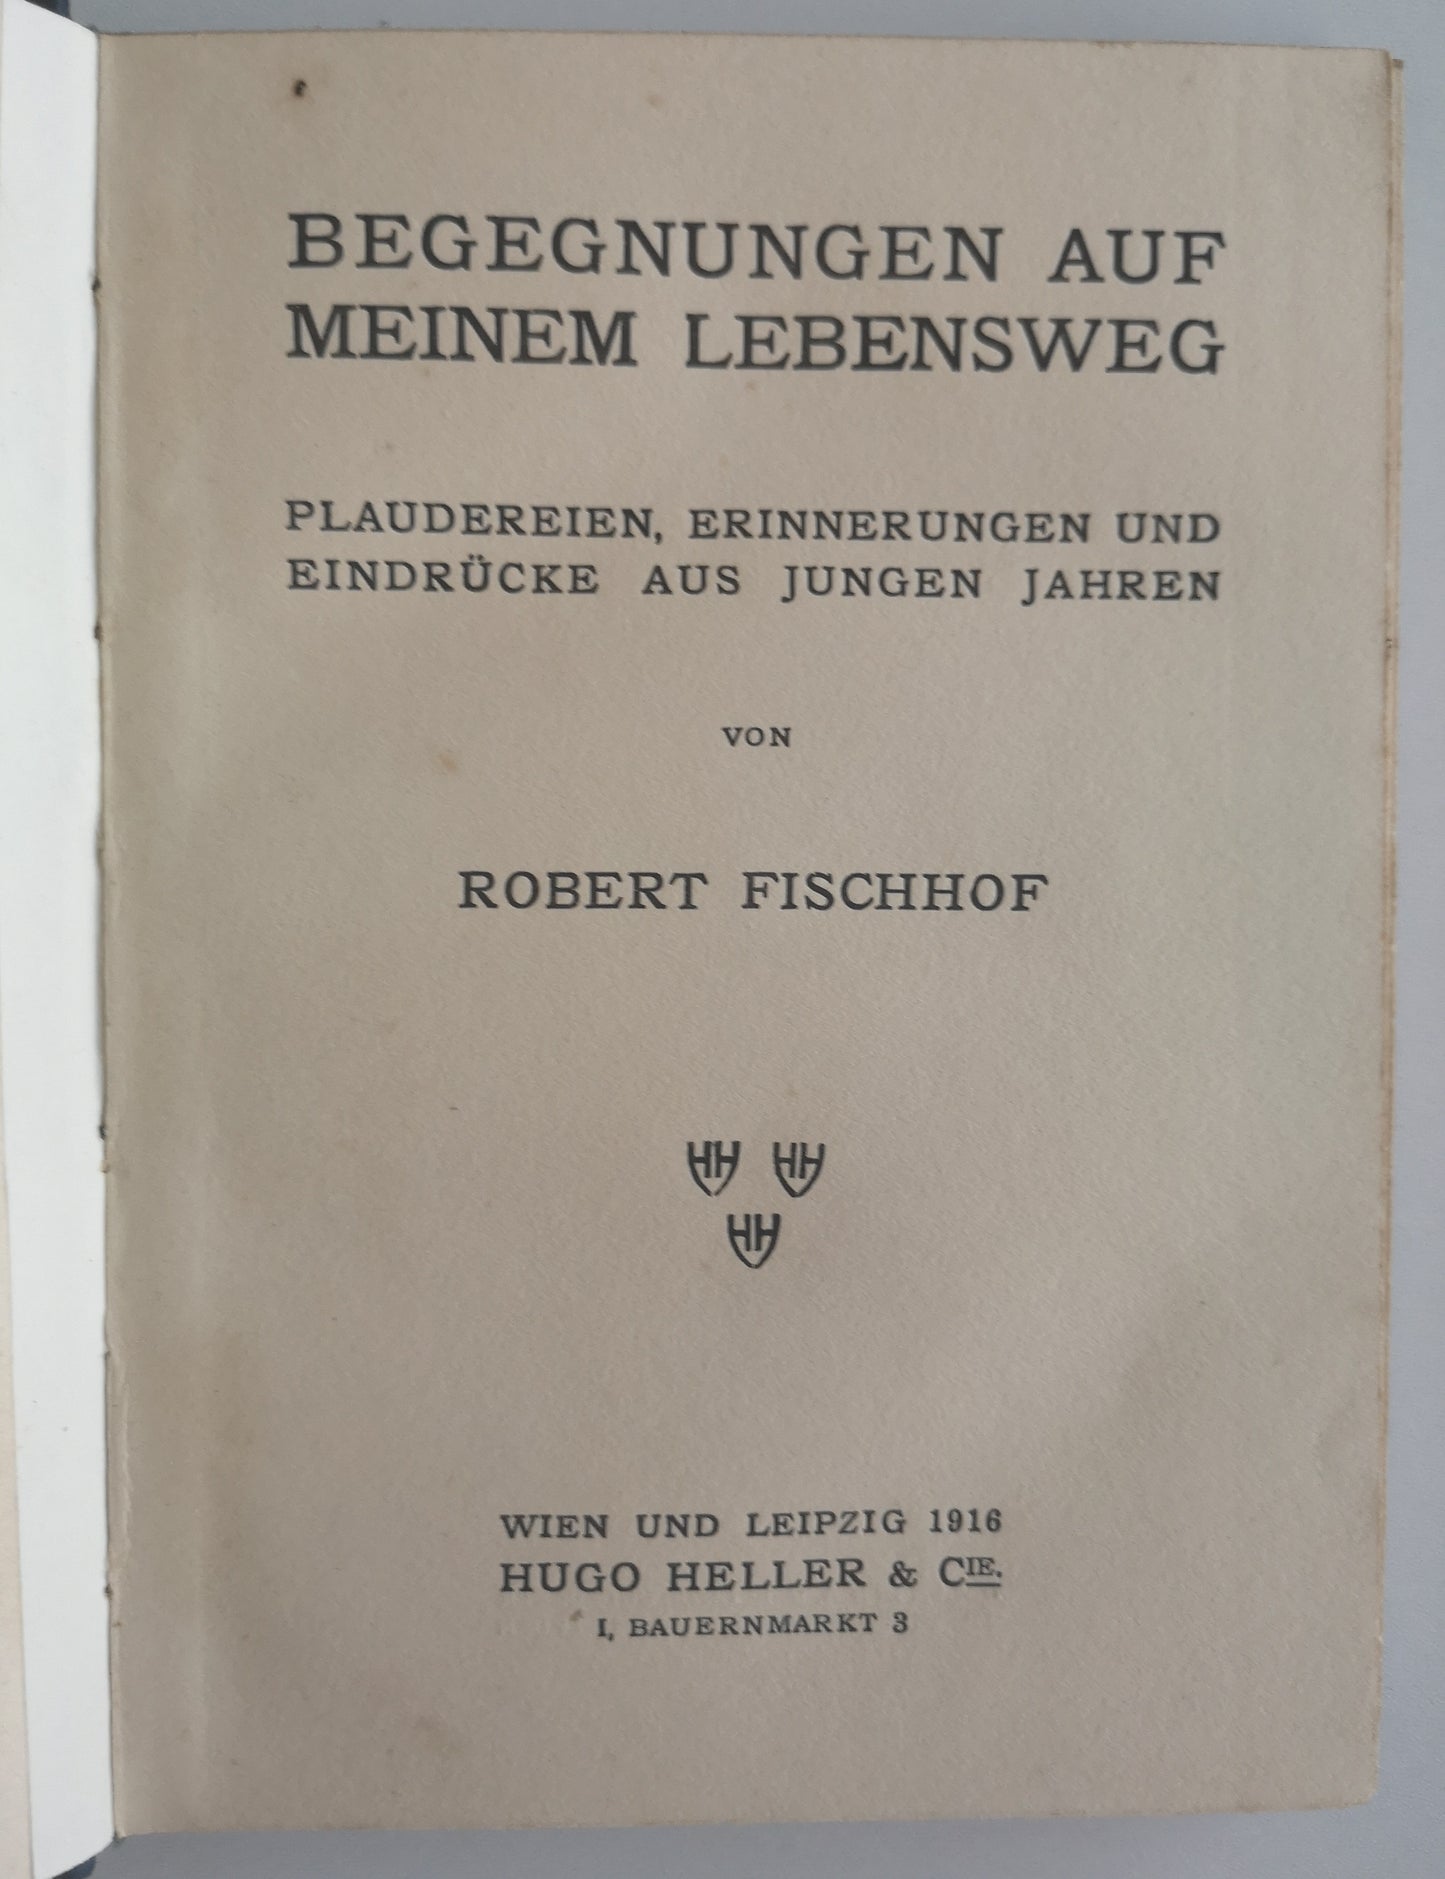 BEGEGNUNGEN AUF
MEINEM LEBENSWEG
PLAUDEREIEN, ERINNERUNGEN UND
EINDRÜCKE AUS JUNGEN JAHREN
VON
ROBERT FISCHHOF
HH HH
HH
WIEN UND LEIPZIG 1916
HUGO HELLER & CIE.
I, BAUERNMARKT 3